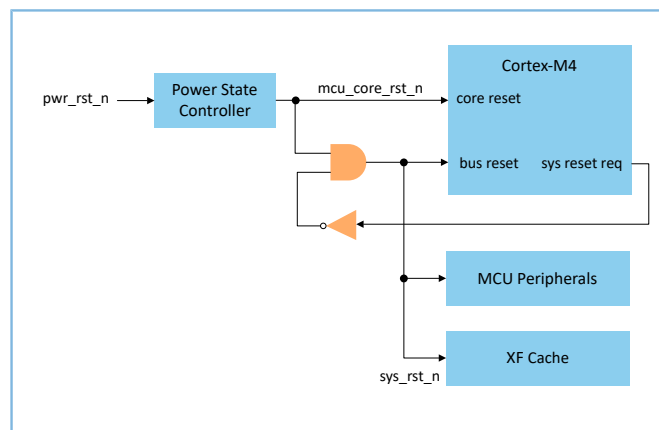 Cortex-M4
Power State
Controller
pwr_rst_n
mcu_core_rst_n
core reset
bus reset
sys reset req
MCU Peripherals
XF Cache
sys_rst_n